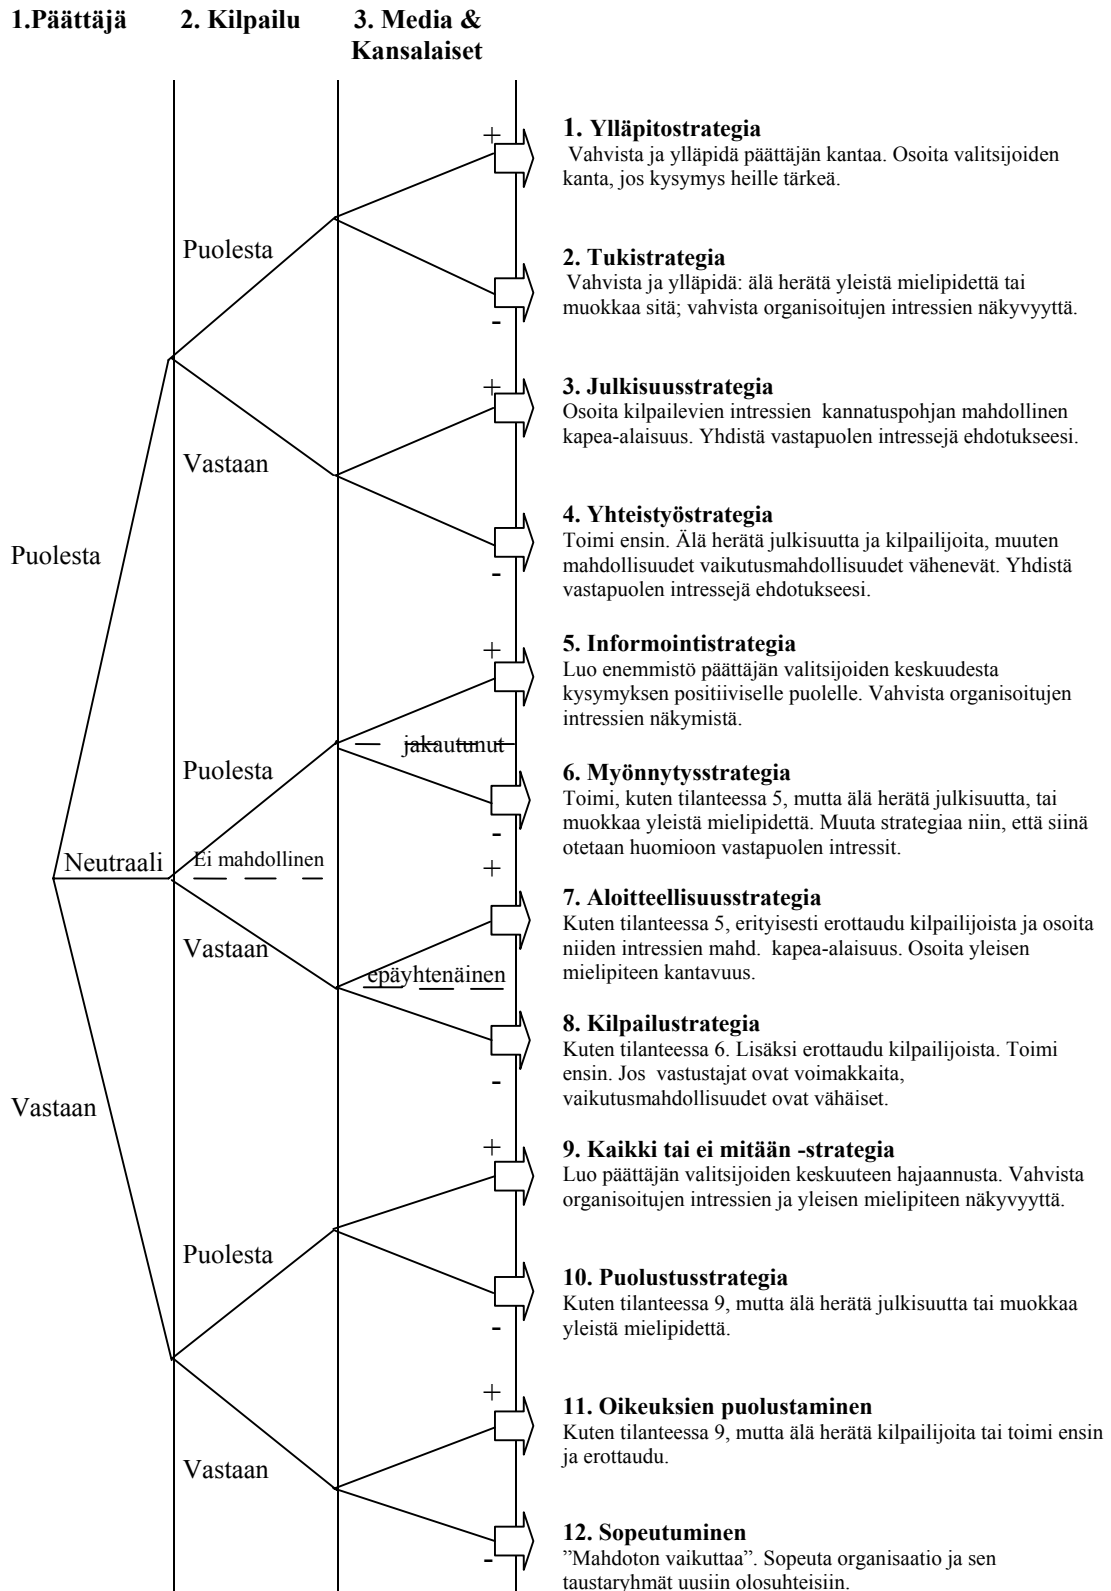 1.Päättäjä 2. Kilpailu 3. Media &
Kansalaiset
+
1. Ylläpitostrategia
Vahvista ja ylläpidä päättäjän kantaa. Osoita valitsijoiden
kanta, jos kysymys heille tärkeä.
Puolesta
2. Tukistrategia
Vahvista ja ylläpidä: älä herätä yleistä mielipidettä tai
muokkaa sitä; vahvista organisoitujen intressien näkyvyyttä.
-
+
3. Julkisuusstrategia
Osoita kilpailevien intressien kannatuspohjan mahdollinen
kapea-alaisuus. Yhdistä vastapuolen intressejä ehdotukseesi.
Vastaan
4. Yhteistyöstrategia
Toimi ensin. Älä herätä julkisuutta ja kilpailijoita, muuten
mahdollisuudet vaikutusmahdollisuudet vähenevät. Yhdistä
vastapuolen intressejä ehdotukseesi.
Puolesta
-
+
5. Informointistrategia
Luo enemmistö päättäjän valitsijoiden keskuudesta
kysymyksen positiiviselle puolelle. Vahvista organisoitujen
intressien näkymistä.
jakautunut
Puolesta
6. Myönnytysstrategia
Toimi, kuten tilanteessa 5, mutta älä herätä julkisuutta, tai
muokkaa yleistä mielipidettä. Muuta strategiaa niin, että siinä
otetaan huomioon vastapuolen intressit.
-
Neutraali
Ei mahdollinen
+
7. Aloitteellisuusstrategia
Kuten tilanteessa 5, erityisesti erottaudu kilpailijoista ja osoita
niiden intressien mahd. kapea-alaisuus. Osoita yleisen
mielipiteen kantavuus.
Vastaan
epäyhtenäinen
8. Kilpailustrategia
Kuten tilanteessa 6. Lisäksi erottaudu kilpailijoista. Toimi
ensin. Jos vastustajat ovat voimakkaita,
vaikutusmahdollisuudet ovat vähäiset.
-
Vastaan
+
9. Kaikki tai ei mitään -strategia
Luo päättäjän valitsijoiden keskuuteen hajaannusta. Vahvista
organisoitujen intressien ja yleisen mielipiteen näkyvyyttä.
Puolesta
10. Puolustusstrategia
Kuten tilanteessa 9, mutta älä herätä julkisuutta tai muokkaa
yleistä mielipidettä.
-
+
11. Oikeuksien puolustaminen
Kuten tilanteessa 9, mutta älä herätä kilpailijoita tai toimi ensin
ja erottaudu.
Vastaan
12. Sopeutuminen
”Mahdoton vaikuttaa”. Sopeuta organisaatio ja sen
taustaryhmät uusiin olosuhteisiin.
-